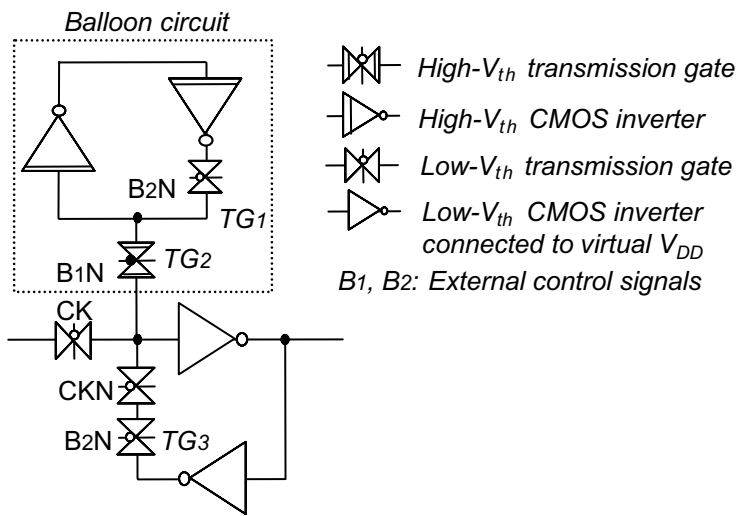 Balloon circuit
B2N
TG1
B1N
TG2
CK
CKN
B2N
TG3
High-Vth transmission gate
High-Vth CMOS inverter
Low-Vth transmission gate
Low-Vth CMOS inverter
connected to virtual VDD
B1, B2: External control signals